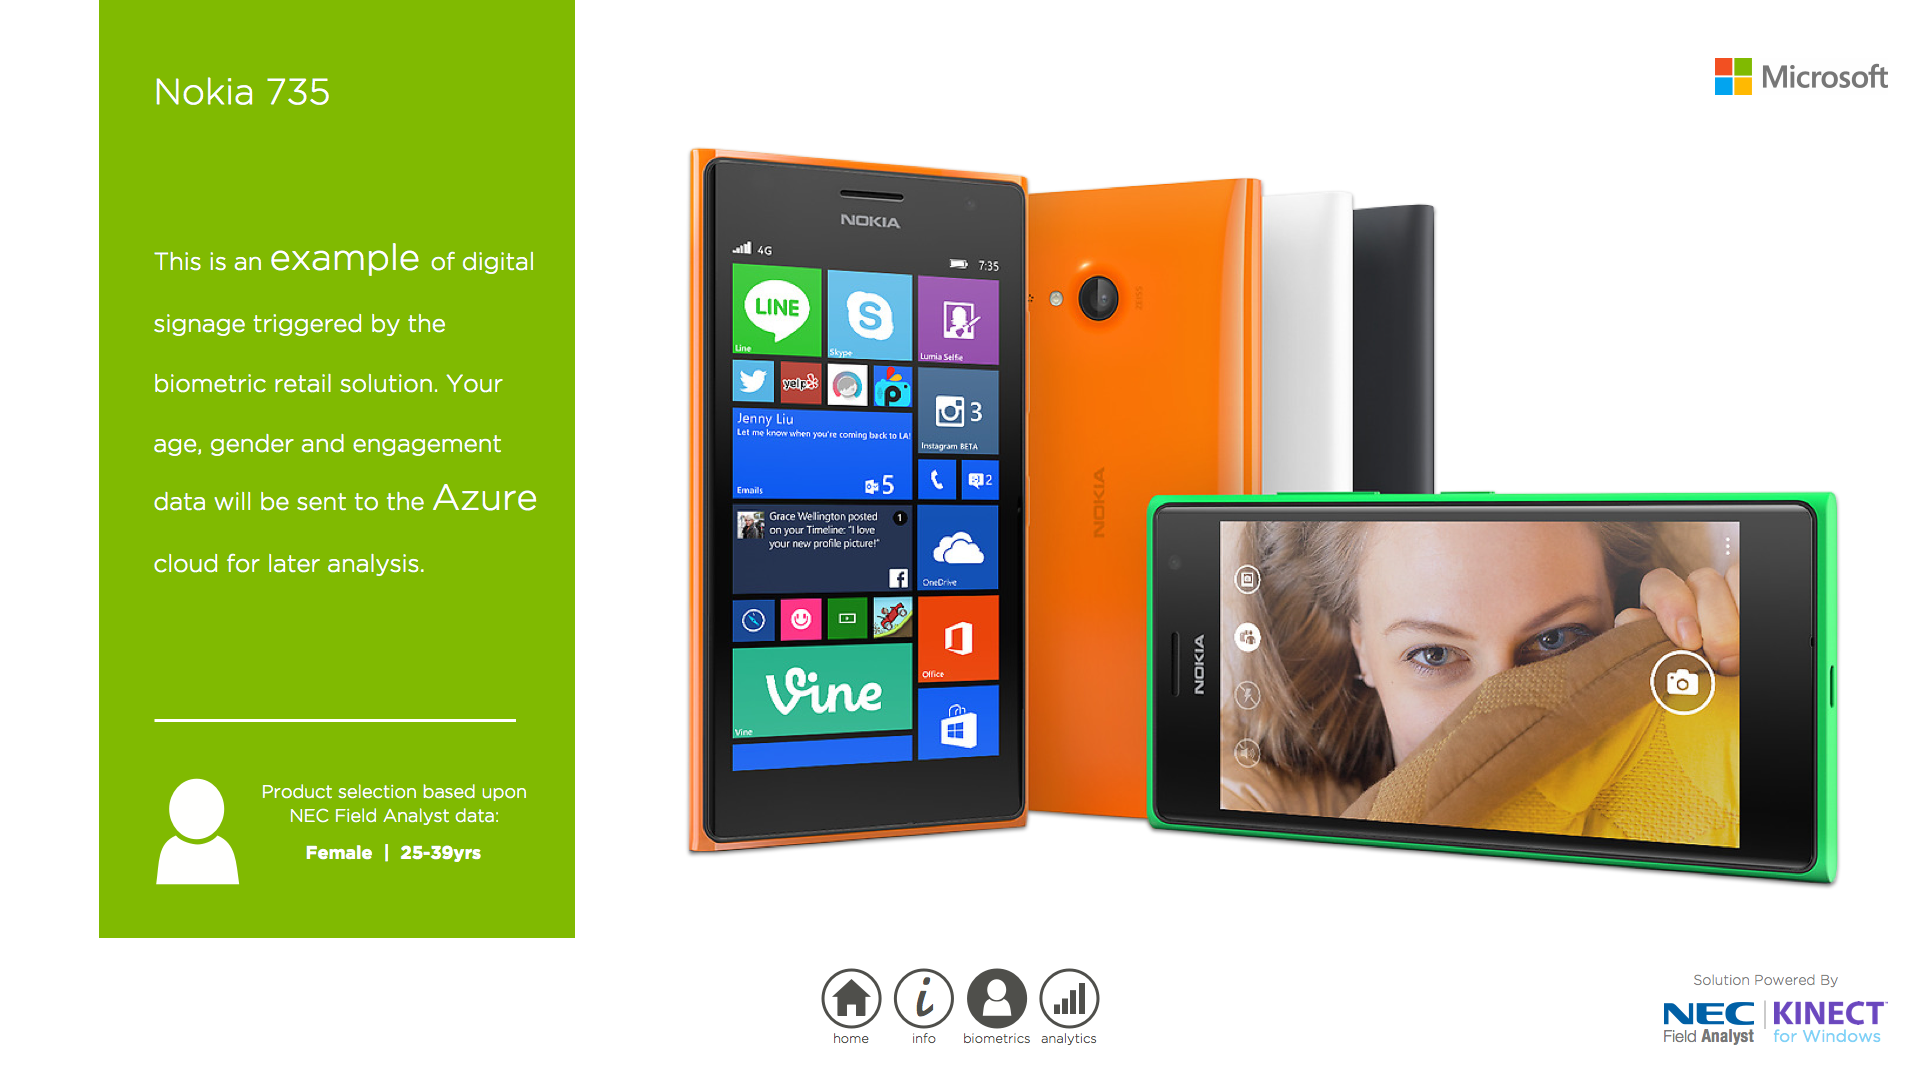 Nokia 735
Microsoft
This is an example of digital
signage triggered by the
biometric retail solution. Your
age, gender and engagement
data will be sent to the Azure
cloud for later analysis.
Product selection based upon
NEC Field Analyst data:
Female | 25-39yrs
NOKIA
4G
7:35
LINE
Line
S
Skype
Lumia Selfie
yelp
p
Jenny Liu
Let me know when you're coming back to LA!
Emails
5
3
Instagram BETA
2
Grace Wellington posted
on your Timeline: "I love
your new profile picture!"
1
f
OneDrive
Office
Vine
Vine
ZEISS
NOKIA
NOKIA
home
info
biometrics
analytics
Solution Powered By
NEC
Field Analyst
KINECT
for Windows